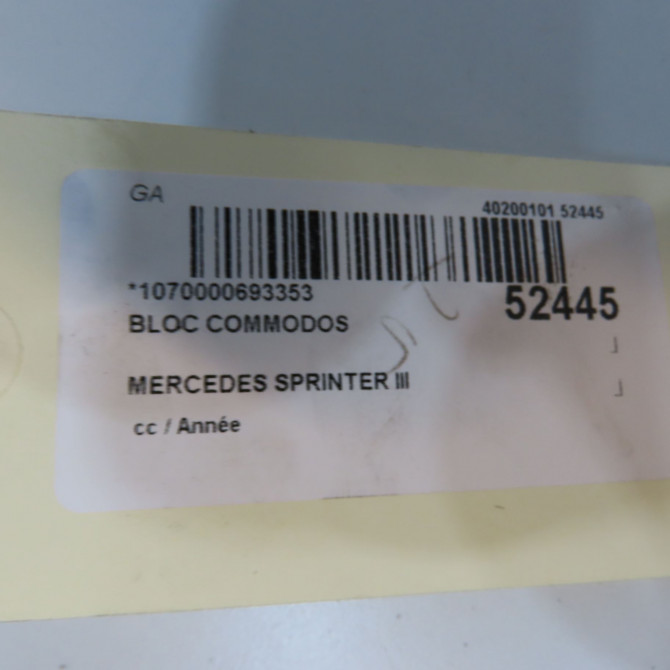 GA
40200101 52445
*1070000693353
52445
BLOC COMMODOS
MERCEDES SPRINTER III
cc / Année